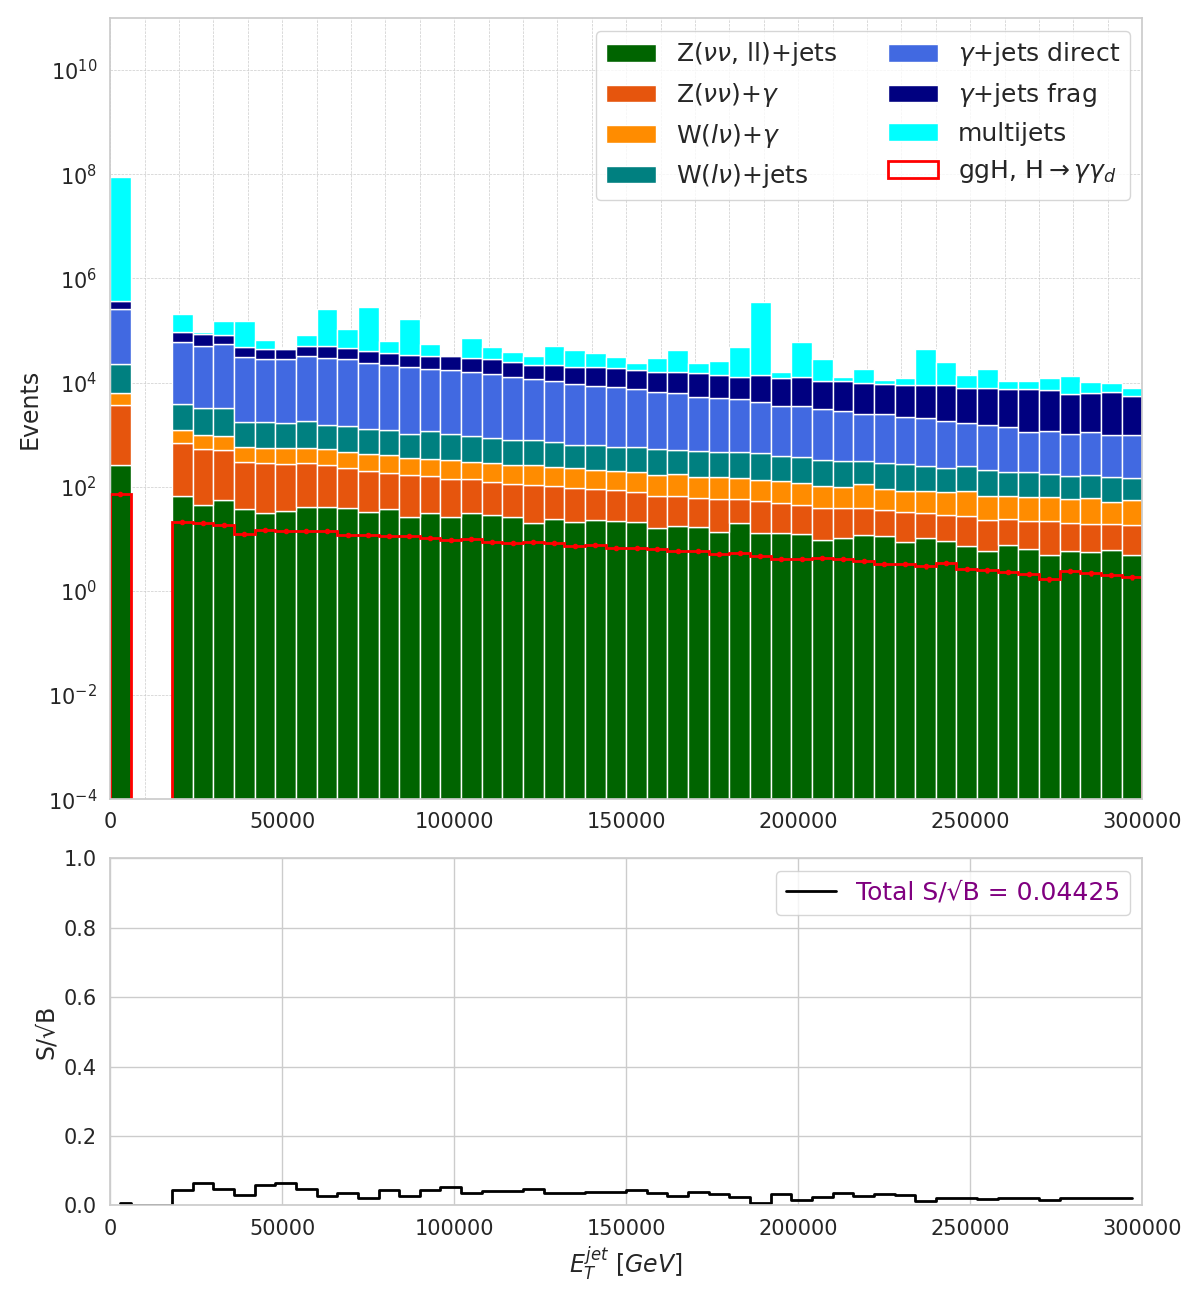 Z(νν, ll)+jets
Z(νν)+γ
W(lν)+γ
W(lν)+jets
γ+jets direct
γ+jets frag
multijets
ggH, H→γγ_d
Events
10^10
10^8
10^6
10^4
10^2
10^0
10^−2
10^−4
0 50000 100000 150000 200000 250000 300000
Total S/√B = 0.04425
S/√B
1.0
0.8
0.6
0.4
0.2
0.0
0 50000 100000 150000 200000 250000 300000
E_T^jet [GeV]